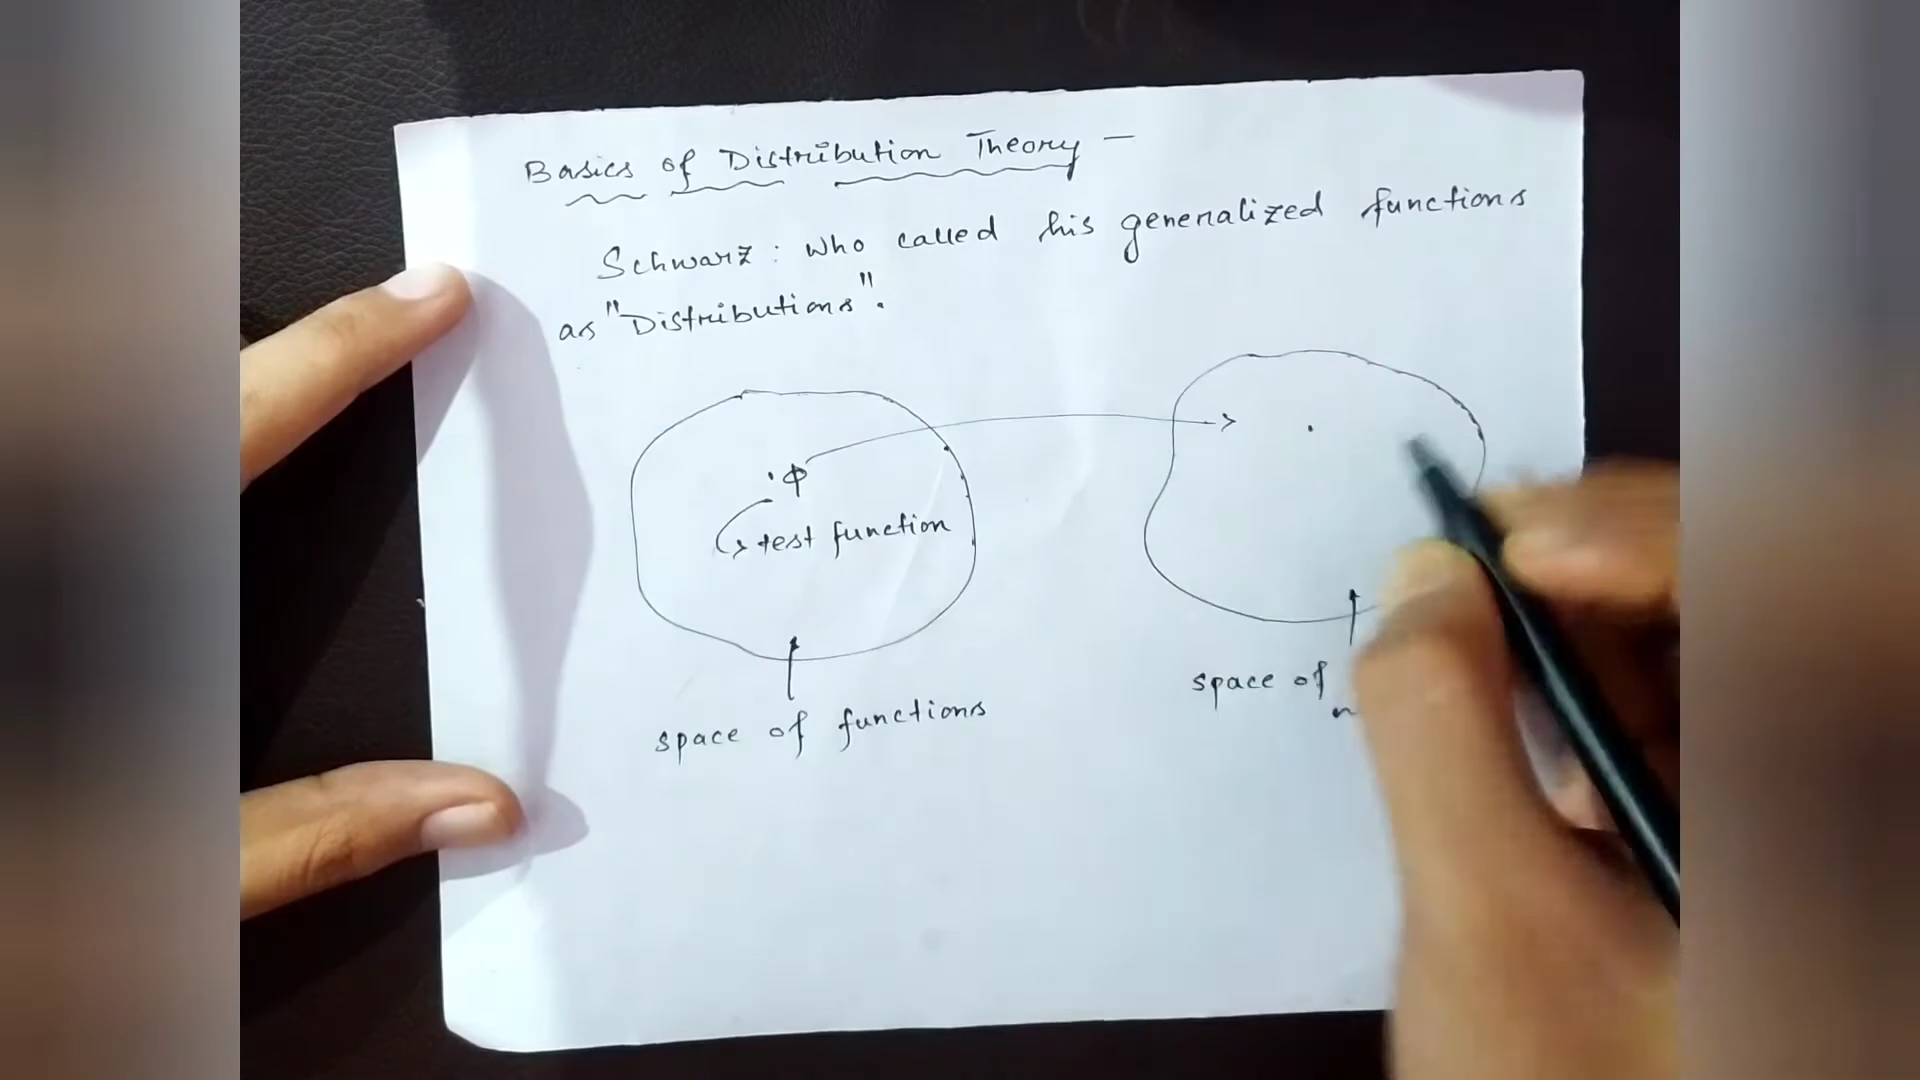 Basics of Distribution Theory —
Schwarz : Who called his generalized functions
as "Distributions".
. φ
test function
space of functions
space of